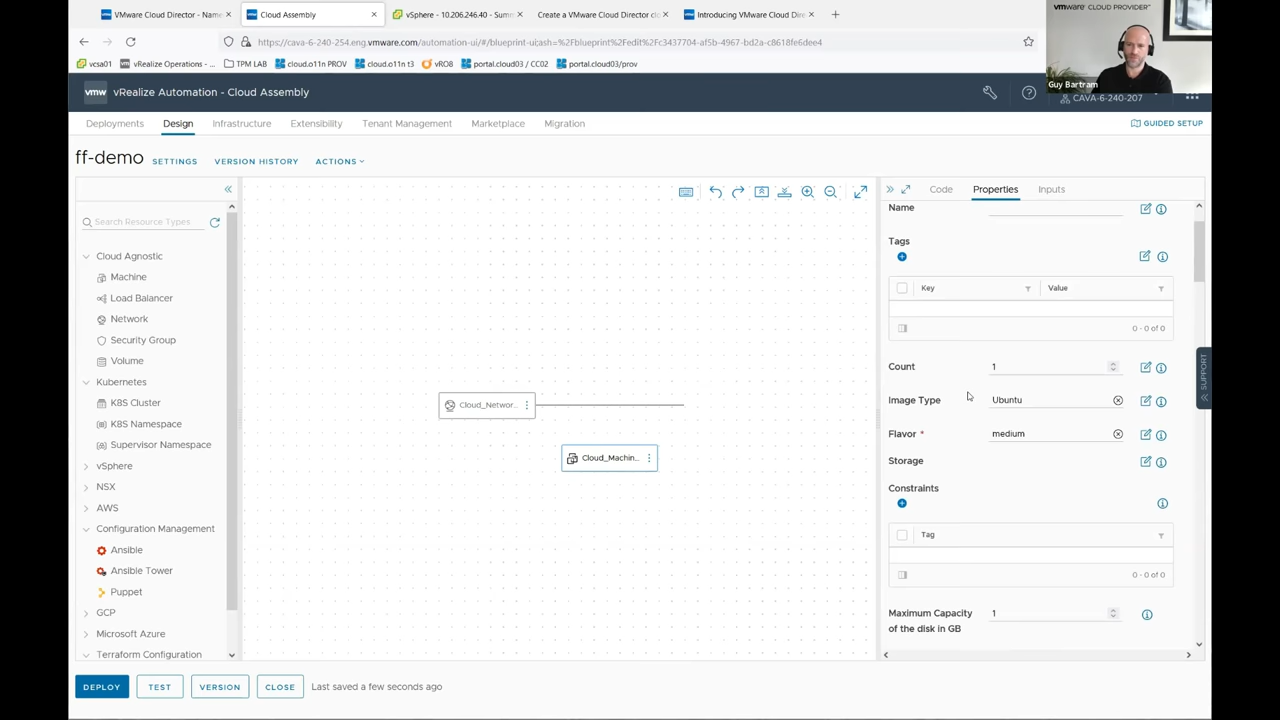 VMware Cloud Director - Name
Cloud Assembly
vSphere - 10.206.246.40 - Summ
Create a VMware Cloud Director clo
Introducing VMware Cloud Dire
vmware CLOUD PROVIDER
https://cava-6-240-254.eng.vmware.com/automation-ui/#/blueprint-ui;ash=%2Fblueprint%2Fedit%2Fc3437704-af5b-4967-bd2a-c8618fe6dee4
vcsa01
vRealize Operations - ...
TPM LAB
cloud.o11n PROV
cloud.o11n t3
vRO8
portal.cloud03 / CC02
portal.cloud03/prov
Guy Bartram
vmw
vRealize Automation - Cloud Assembly
CAVA-6-240-207
Deployments
Design
Infrastructure
Extensibility
Tenant Management
Marketplace
Migration
GUIDED SETUP
ff-demo
SETTINGS
VERSION HISTORY
ACTIONS
Search Resource Types
Cloud Agnostic
Machine
Load Balancer
Network
Security Group
Volume
Kubernetes
K8S Cluster
K8S Namespace
Supervisor Namespace
vSphere
NSX
AWS
Configuration Management
Ansible
Ansible Tower
Puppet
GCP
Microsoft Azure
Terraform Configuration
Cloud_Networ...
Cloud_Machin...
Code
Properties
Inputs
Name
Tags
Key
Value
0 - 0 of 0
Count
1
Image Type
Ubuntu
Flavor *
medium
Storage
Constraints
Tag
0 - 0 of 0
Maximum Capacity
of the disk in GB
1
SUPPORT
DEPLOY
TEST
VERSION
CLOSE
Last saved a few seconds ago